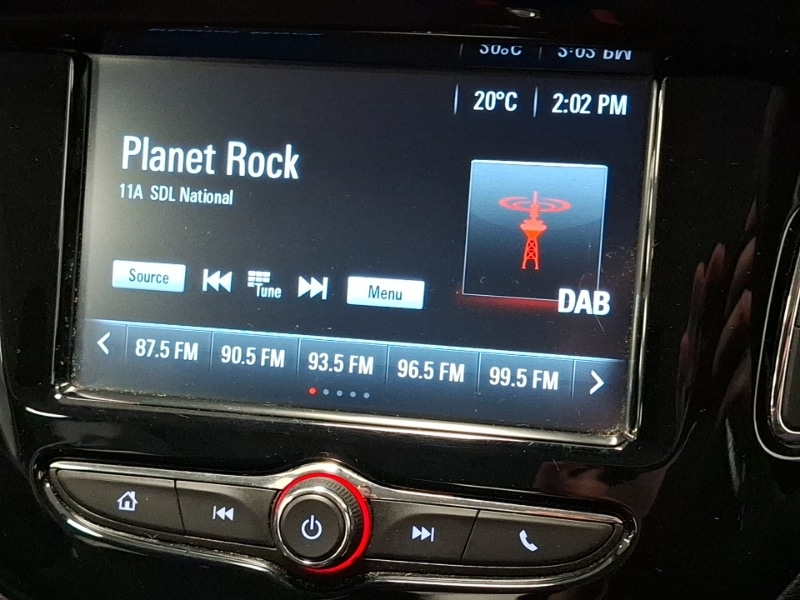 20°C 2:02 PM
Planet Rock
11A SDL National
Source Tune Menu
DAB
87.5 FM 90.5 FM 93.5 FM 96.5 FM 99.5 FM